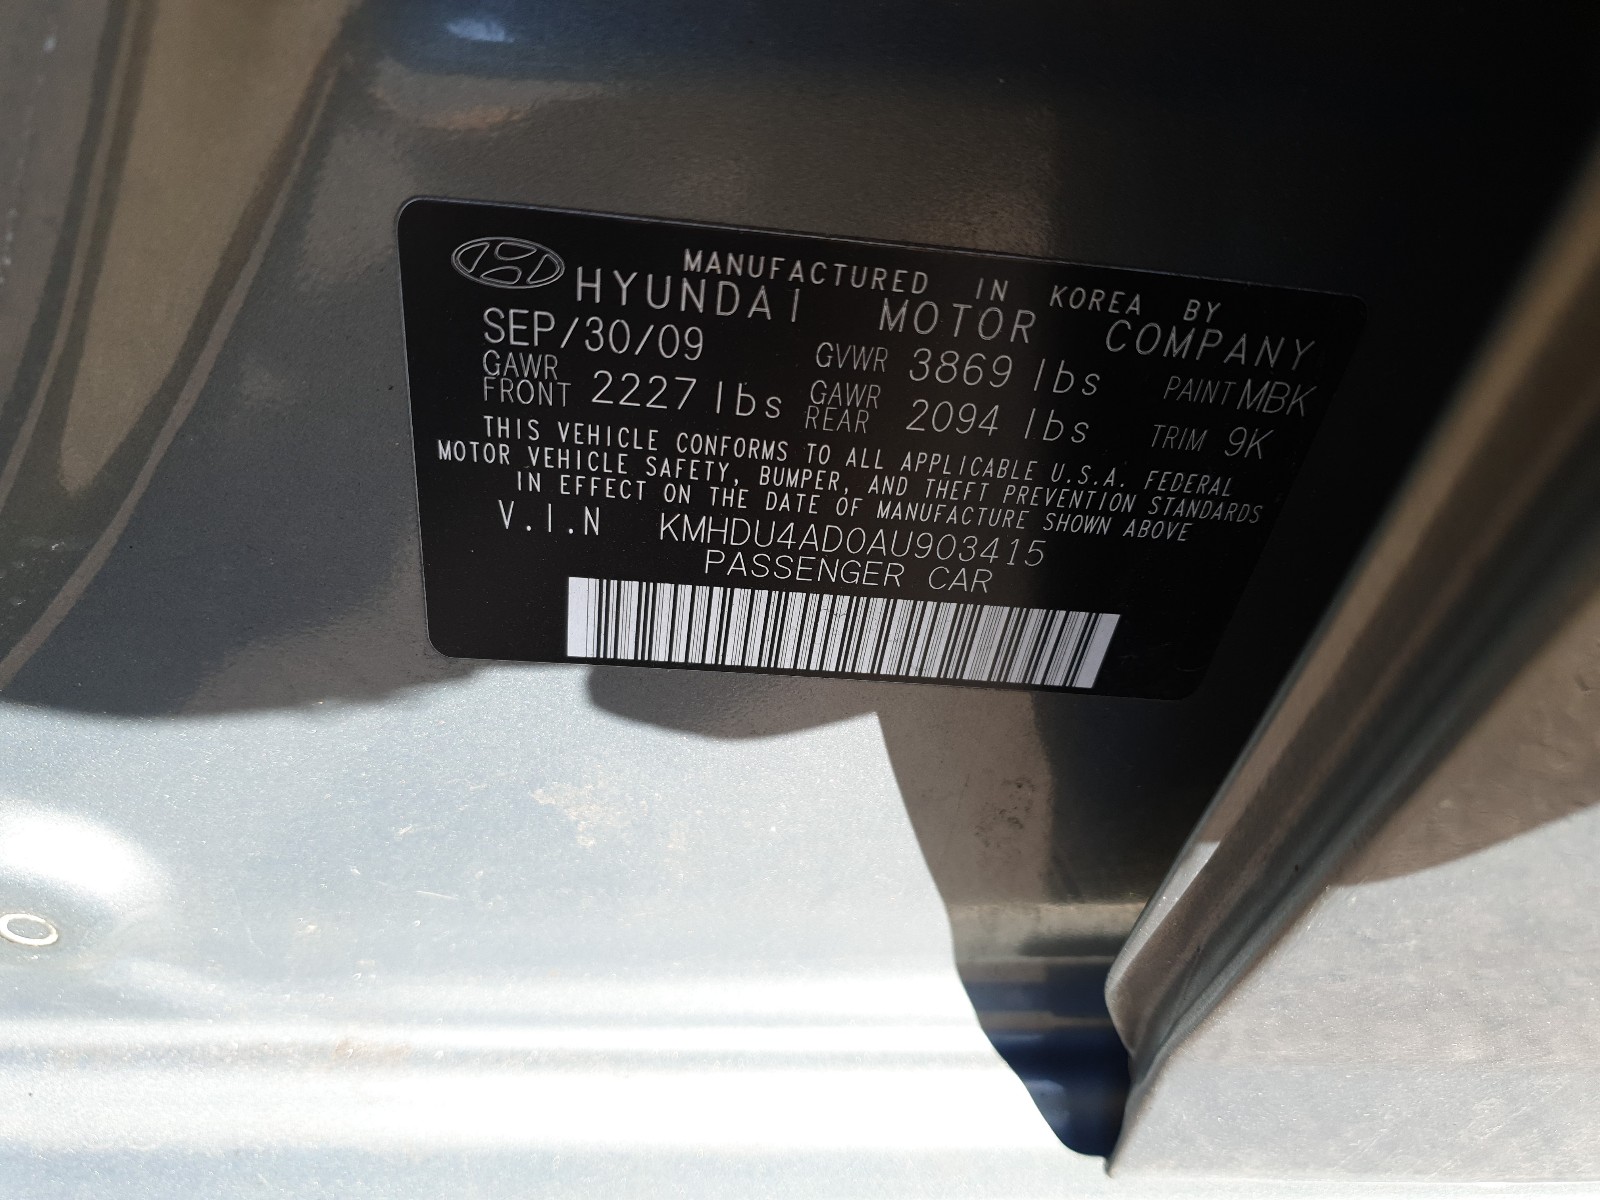 MANUFACTURED IN KOREA BY
HYUNDAI MOTOR COMPANY
SEP/30/09 GVWR 3869 lbs PAINT MBK
GAWR FRONT 2227 lbs GAWR REAR 2094 lbs TRIM 9K
THIS VEHICLE CONFORMS TO ALL APPLICABLE U.S.A. FEDERAL
MOTOR VEHICLE SAFETY, BUMPER, AND THEFT PREVENTION STANDARDS
IN EFFECT ON THE DATE OF MANUFACTURE SHOWN ABOVE
V.I.N KMHDU4AD0AU903415
PASSENGER CAR